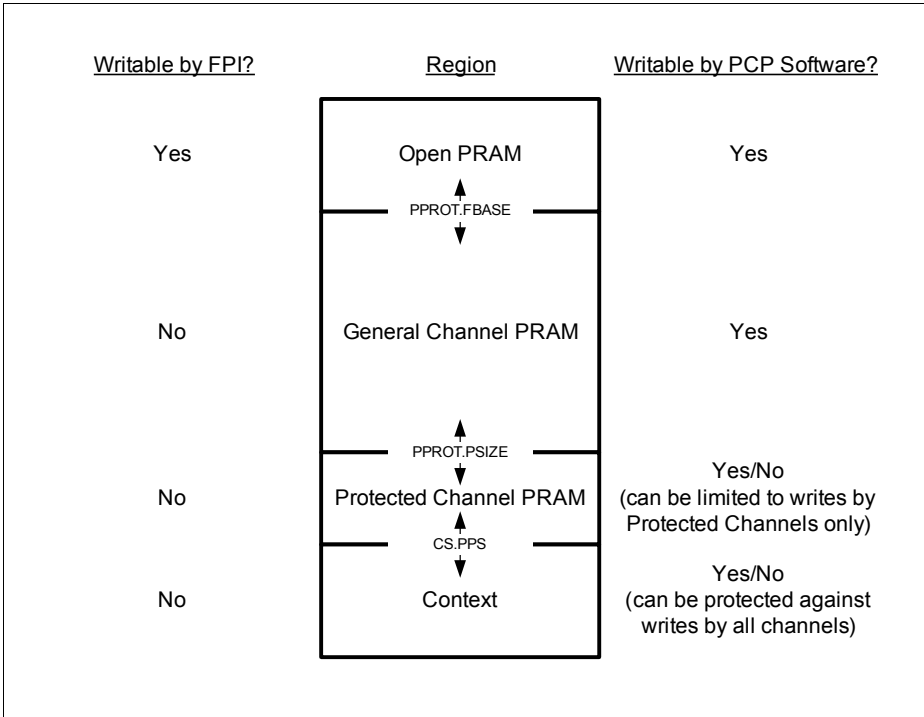 Writable by FPI? Region Writable by PCP Software?
Yes Open PRAM Yes
PPROT.FBASE
No General Channel PRAM Yes
PPROT.PSIZE
Yes/No
No Protected Channel PRAM (can be limited to writes by
Protected Channels only)
CS.PPS
Yes/No
No Context (can be protected against
writes by all channels)